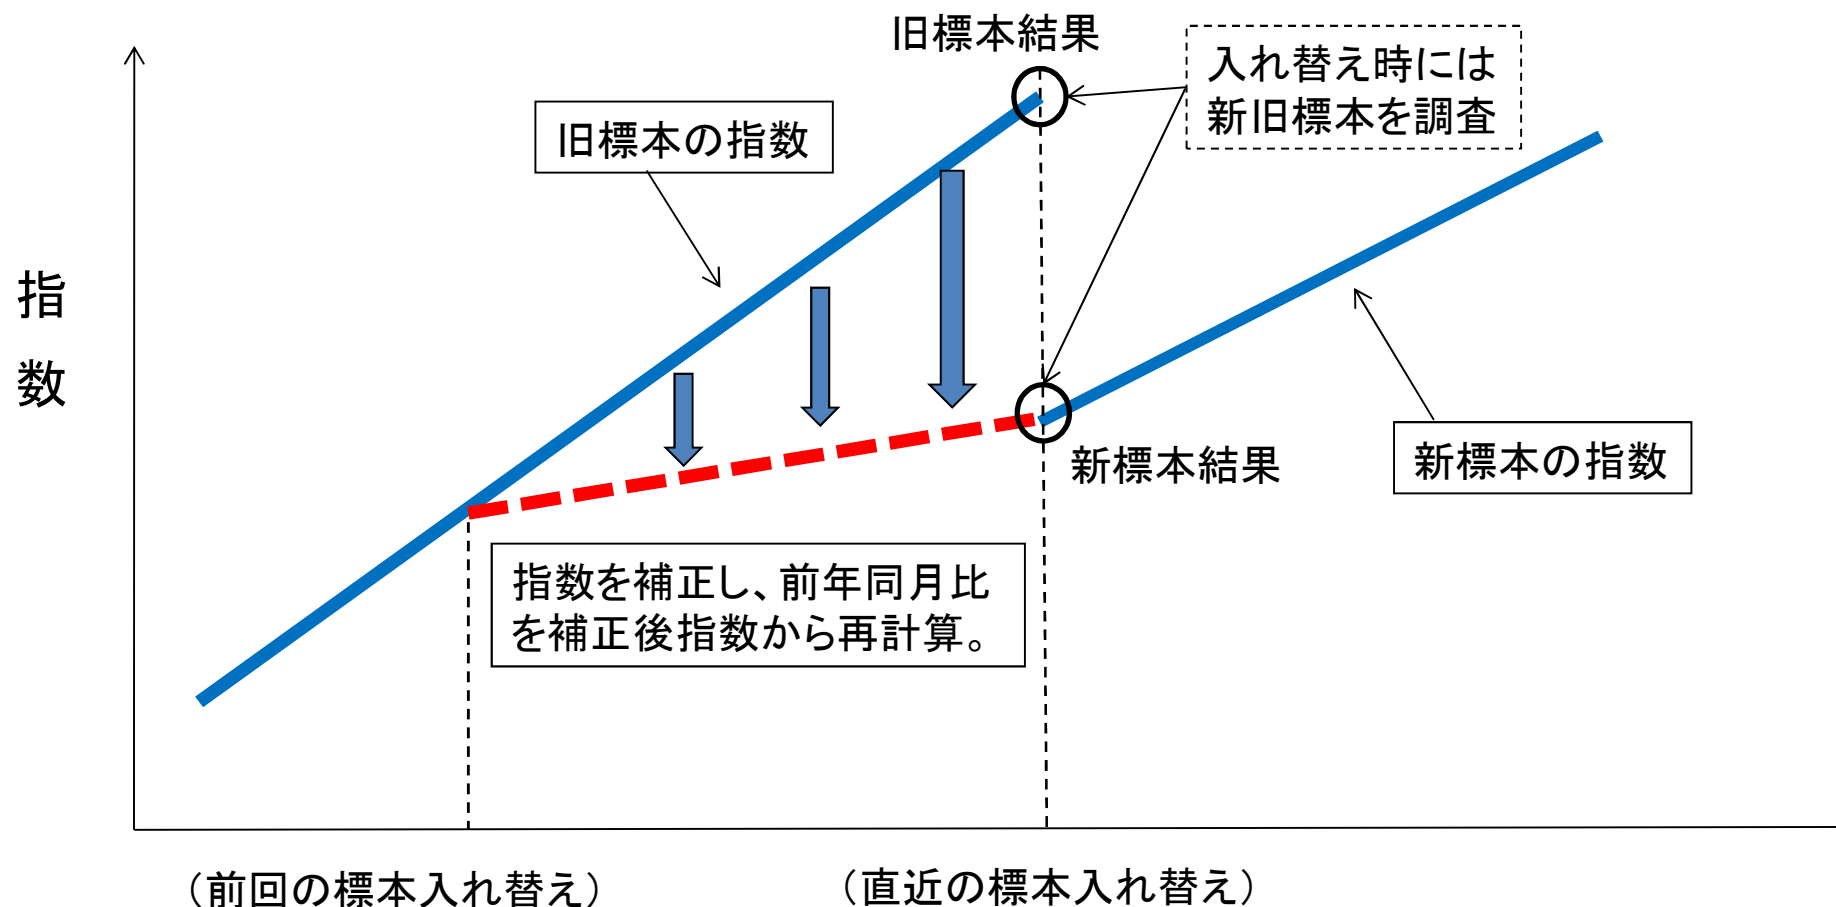 旧標本結果
入れ替え時には
新旧標本を調査
旧標本の指数
指
数
新標本結果
新標本の指数
指数を補正し、前年同月比
を補正後指数から再計算。
（前回の標本入れ替え）
（直近の標本入れ替え）